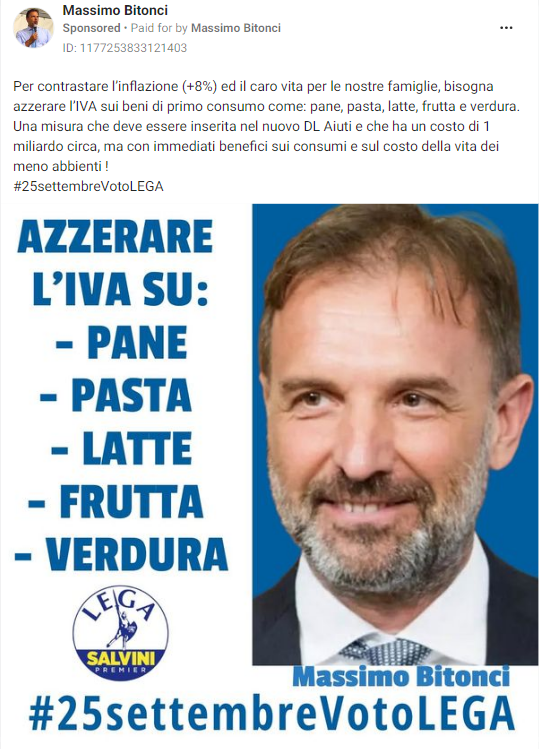 Massimo Bitonci
Sponsored • Paid for by Massimo Bitonci
ID: 1177253833121403
Per contrastare l'inflazione (+8%) ed il caro vita per le nostre famiglie, bisogna
azzerare l'IVA sui beni di primo consumo come: pane, pasta, latte, frutta e verdura.
Una misura che deve essere inserita nel nuovo DL Aiuti e che ha un costo di 1
miliardo circa, ma con immediati benefici sui consumi e sul costo della vita dei
meno abbienti !
#25settembreVotoLEGA
AZZERARE
L'IVA SU:
- PANE
- PASTA
- LATTE
- FRUTTA
- VERDURA
LEGA
SALVINI
PREMIER
Massimo Bitonci
#25settembreVotoLEGA